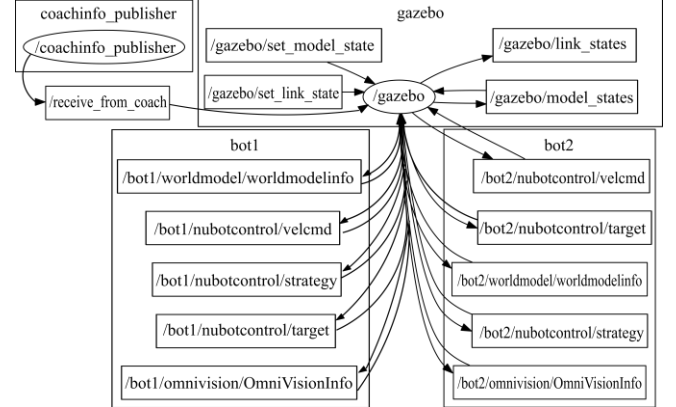 coachinfo_publisher
/coachinfo_publisher
/receive_from_coach
gazebo
/gazebo/set_model_state
/gazebo/set_link_state
/gazebo
/gazebo/link_states
/gazebo/model_states
bot1
/bot1/worldmodel/worldmodelinfo
/bot1/nubotcontrol/velcmd
/bot1/nubotcontrol/strategy
/bot1/nubotcontrol/target
/bot1/omnivision/OmniVisionInfo
bot2
/bot2/nubotcontrol/velcmd
/bot2/nubotcontrol/target
/bot2/worldmodel/worldmodelinfo
/bot2/nubotcontrol/strategy
/bot2/omnivision/OmniVisionInfo